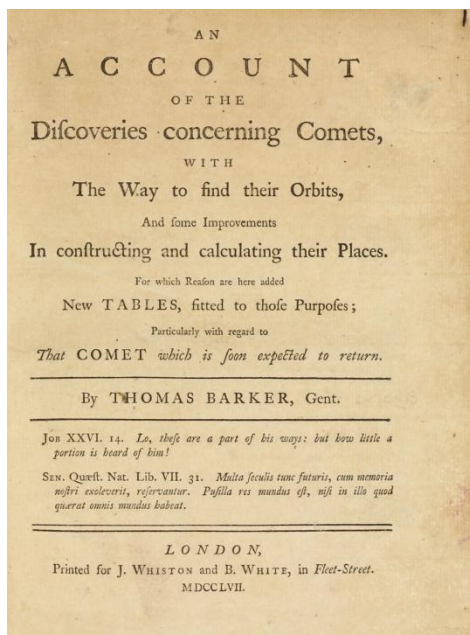 AN
ACCOUNT
OF THE
Diſcoveries concerning Comets,
WITH
The Way to find their Orbits,
And ſome Improvements
In conſtructing and calculating their Places.
For which Reaſon are here added
New TABLES, fitted to thoſe Purpoſes;
Particularly with regard to
That COMET which is ſoon expected to return.
By THOMAS BARKER, Gent.
JOB XXVI. 14. Lo, theſe are a part of his ways: but how little a
portion is heard of him!
SEN. Quæſt. Nat. Lib. VII. 31. Multa ſeculis tunc futuris, cum memoria
noſtri exoleverit, reſervantur. Puſilla res mundus eſt, niſi in illo quod
quærat omnis mundus habeat.
LONDON,
Printed for J. WHISTON and B. WHITE, in Fleet-Street.
MDCCLVII.